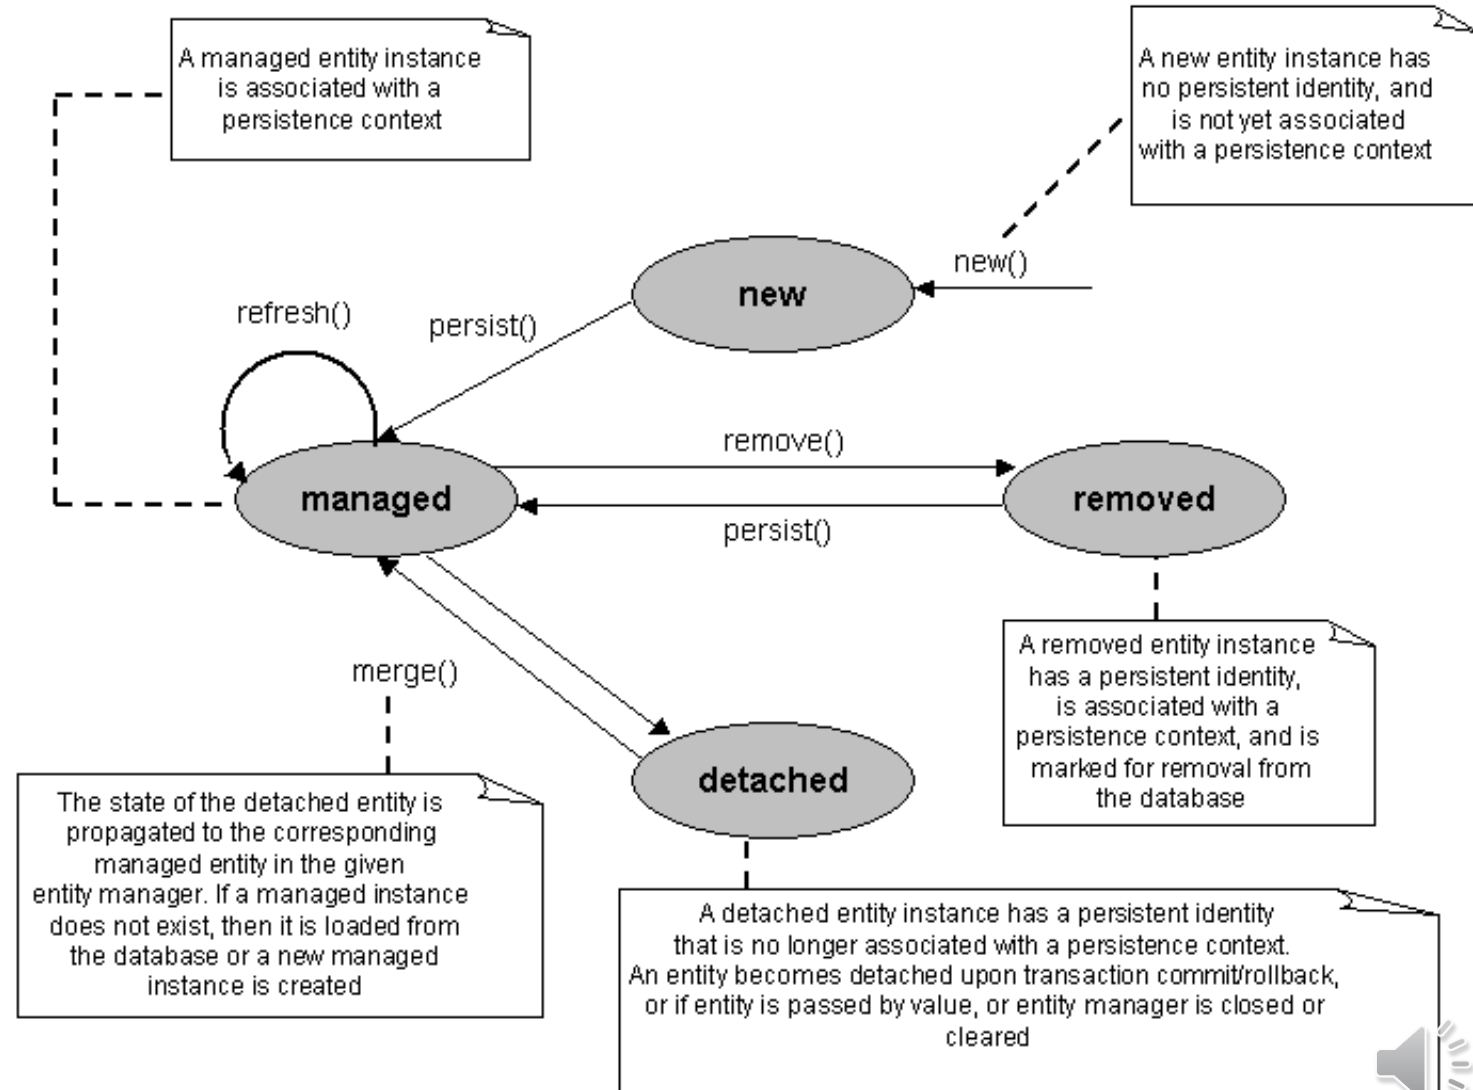 A managed entity instance
is associated with a
persistence context
A new entity instance has
no persistent identity, and
is not yet associated
with a persistence context
new()
new
refresh()
persist()
remove()
managed
removed
persist()
merge()
A removed entity instance
has a persistent identity,
is associated with a
persistence context, and is
marked for removal from
the database
detached
The state of the detached entity is
propagated to the corresponding
managed entity in the given
entity manager. If a managed instance
does not exist, then it is loaded from
the database or a new managed
instance is created
A detached entity instance has a persistent identity
that is no longer associated with a persistence context.
An entity becomes detached upon transaction commit/rollback,
or if entity is passed by value, or entity manager is closed or
cleared